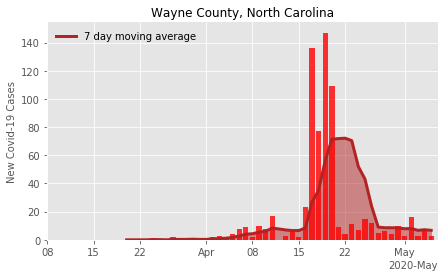 Wayne County, North Carolina
7 day moving average
New Covid-19 Cases
140
120
100
80
60
40
20
0
08
15
22
Apr
08
15
22
May
2020-May